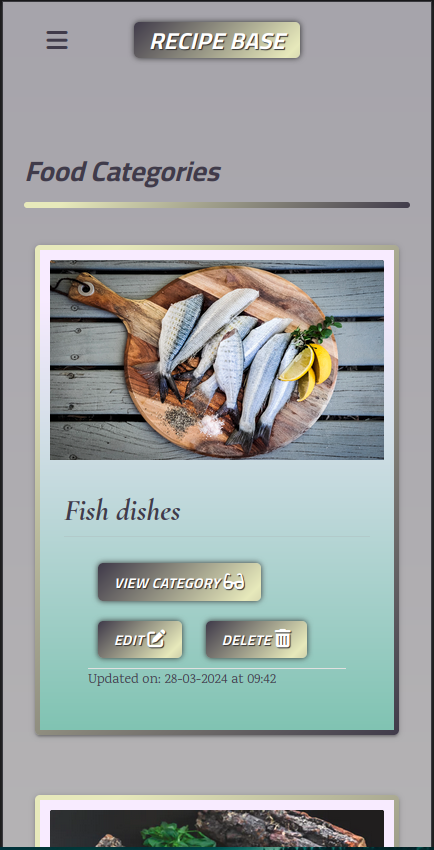 RECIPE BASE
Food Categories
Fish dishes
VIEW CATEGORY
EDIT DELETE
Updated on: 28-03-2024 at 09:42